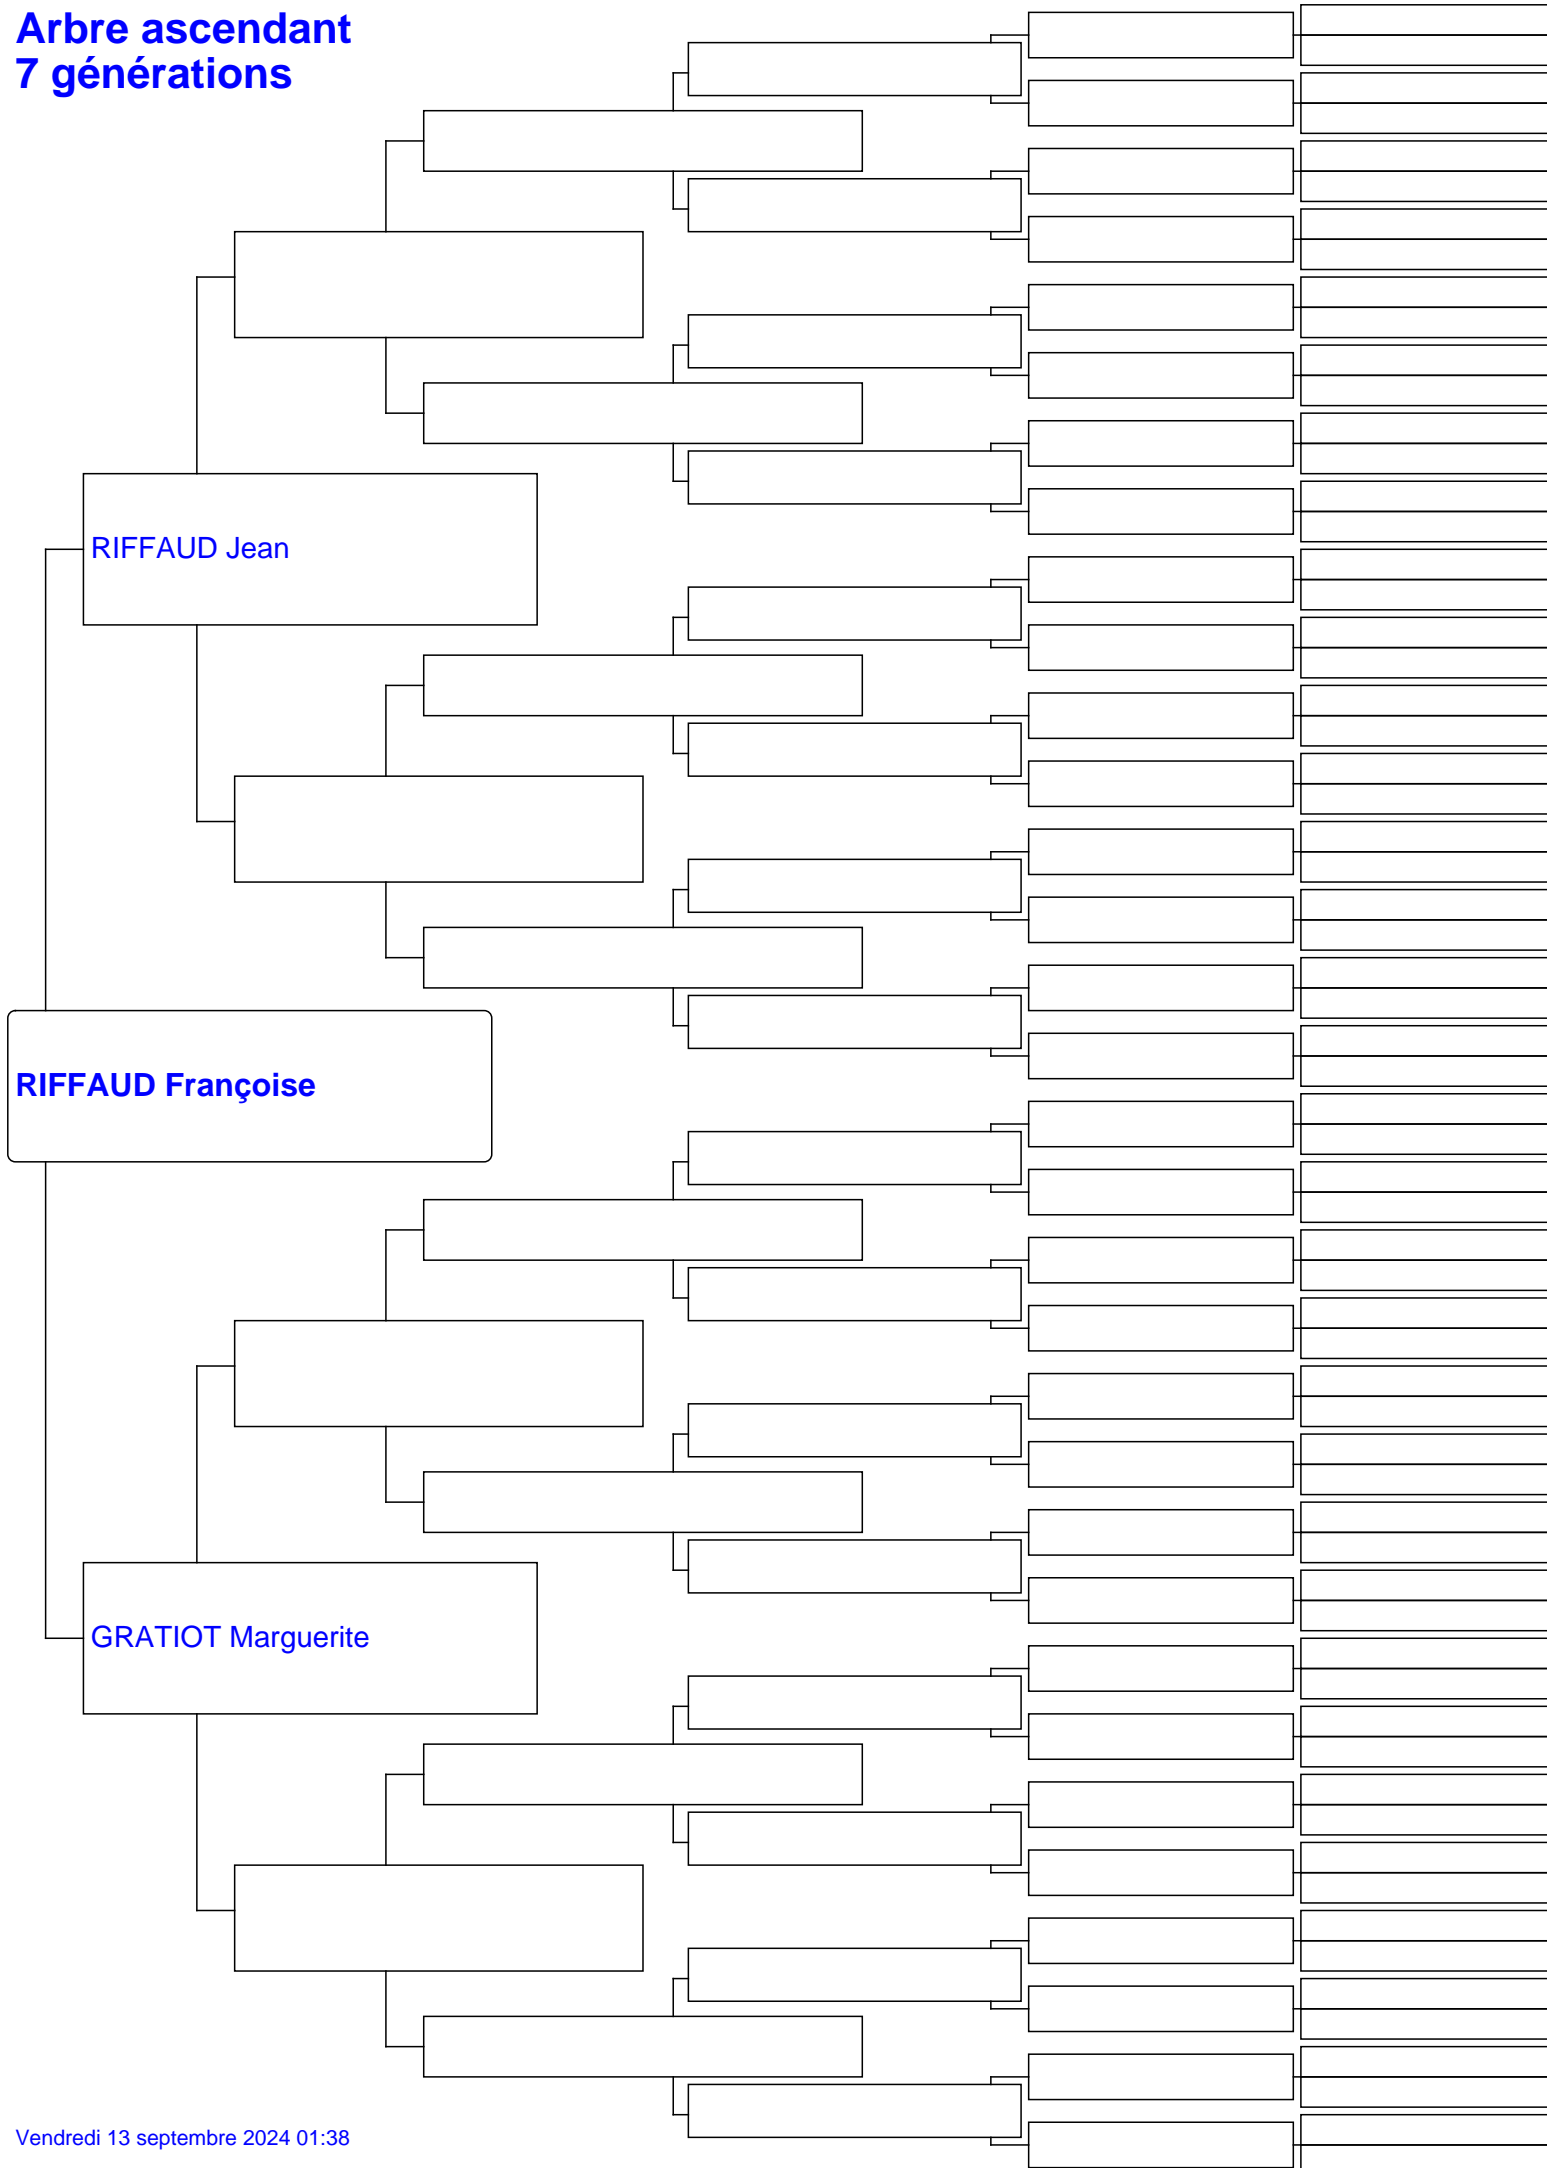 Arbre ascendant
7 générations
RIFFAUD Jean
RIFFAUD Françoise
GRATIOT Marguerite
Vendredi 13 septembre 2024 01:38